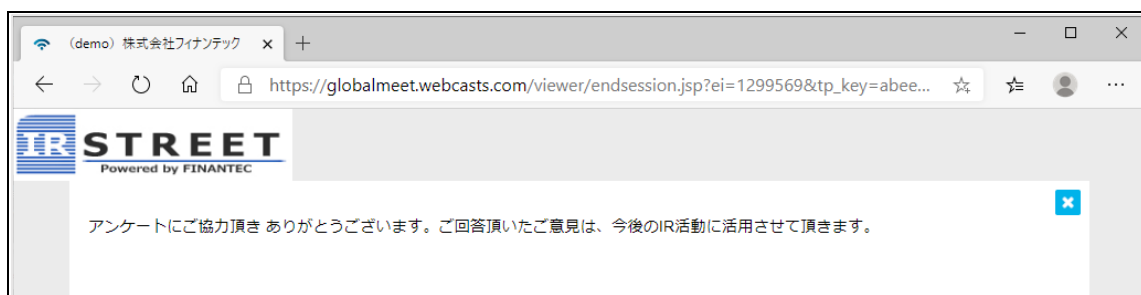 (demo) 株式会社フィナンテック
https://globalmeet.webcasts.com/viewer/endsession.jsp?ei=1299569&tp_key=abee...
IR STREET
Powered by FINANTEC
アンケートにご協力頂き ありがとうございます。ご回答頂いたご意見は、今後のIR活動に活用させて頂きます。